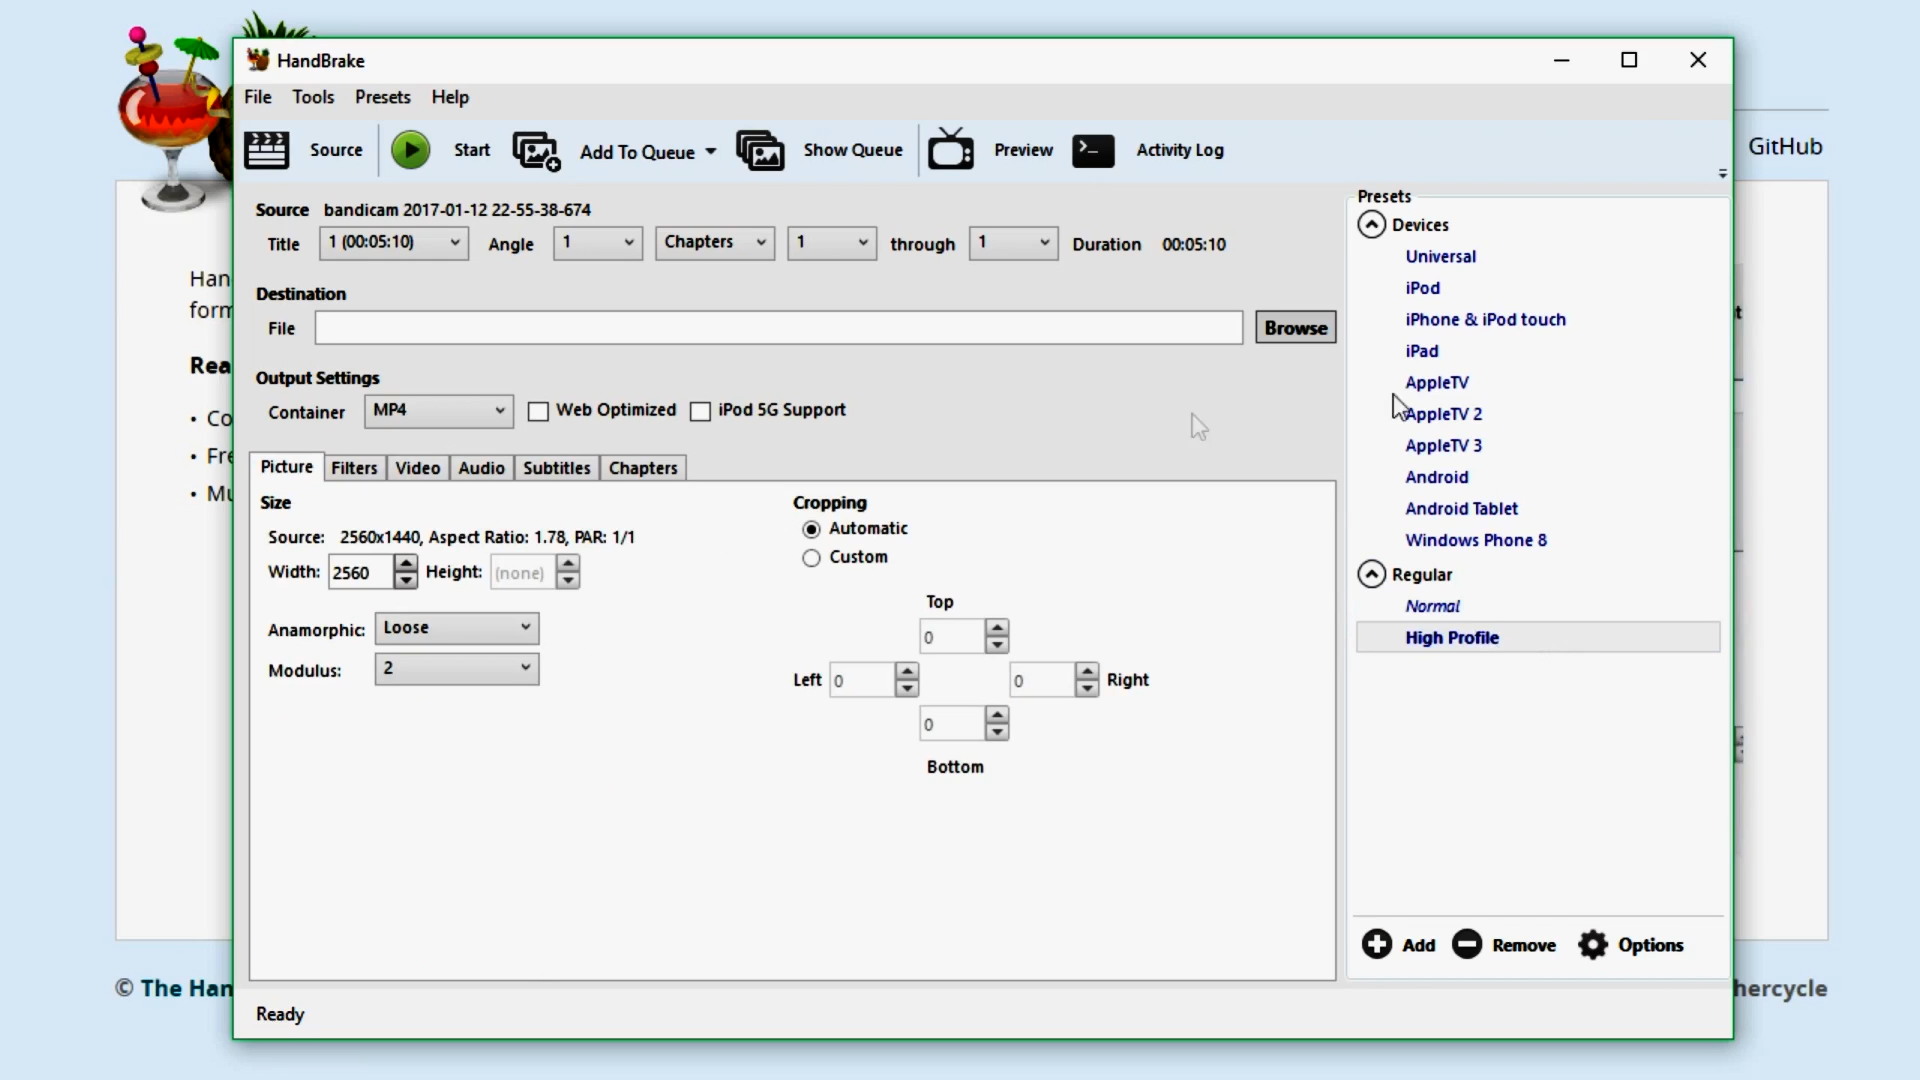 HandBrake
File Tools Presets Help
Source Start Add To Queue Show Queue Preview Activity Log
GitHub
Source bandicam 2017-01-12 22-55-38-674
Title 1 (00:05:10) Angle 1 Chapters 1 through 1 Duration 00:05:10
Destination
File Browse
Output Settings
Container MP4 Web Optimized iPod 5G Support
Picture Filters Video Audio Subtitles Chapters
Size
Source: 2560x1440, Aspect Ratio: 1.78, PAR: 1/1
Width: 2560 Height: (none)
Anamorphic: Loose
Modulus: 2
Cropping
Automatic
Custom
Top
0
Left 0 0 Right
0
Bottom
Presets
Devices
Universal
iPod
iPhone & iPod touch
iPad
AppleTV
AppleTV 2
AppleTV 3
Android
Android Tablet
Windows Phone 8
Regular
Normal
High Profile
Add Remove Options
Ready
Han
form
Rea
• Co
• Fre
• Mu
© The Han
hercycle